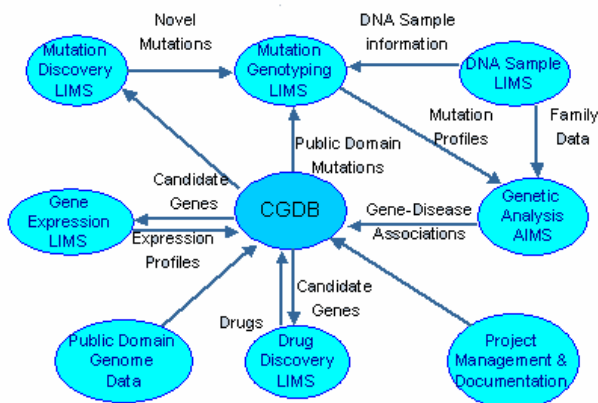 Novel
Mutations
DNA Sample
information
Mutation
Discovery
LIMS
Mutation
Genotyping
LIMS
DNA Sample
LIMS
Mutation
Profiles
Family
Data
Public Domain
Mutations
Candidate
Genes
Gene
Expression
LIMS
CGDB
Gene-Disease
Associations
Genetic
Analysis
AIMS
Expression
Profiles
Candidate
Genes
Drugs
Public Domain
Genome
Data
Drug
Discovery
LIMS
Project
Management &
Documentation